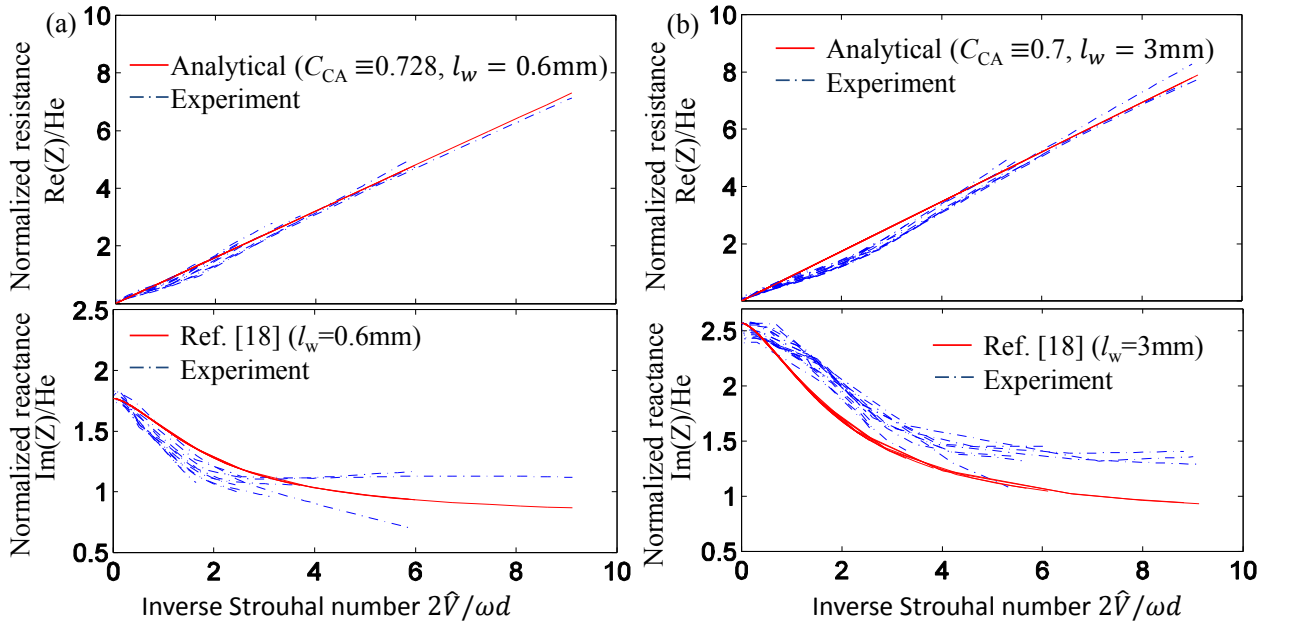 (a)
Normalized resistance
Re(Z)/He
10
8
6
4
2
Analytical (C_CA ≡0.728, l_w = 0.6mm)
Experiment
Normalized reactance
Im(Z)/He
2.5
2
1.5
1
0.5
Ref. [18] (l_w=0.6mm)
Experiment
0 2 4 6 8 10
Inverse Strouhal number 2V̂/ωd
(b)
Normalized resistance
Re(Z)/He
10
8
6
4
2
Analytical (C_CA ≡0.7, l_w = 3mm)
Experiment
Normalized reactance
Im(Z)/He
2.5
2
1.5
1
0.5
Ref. [18] (l_w=3mm)
Experiment
0 2 4 6 8 10
Inverse Strouhal number 2V̂/ωd